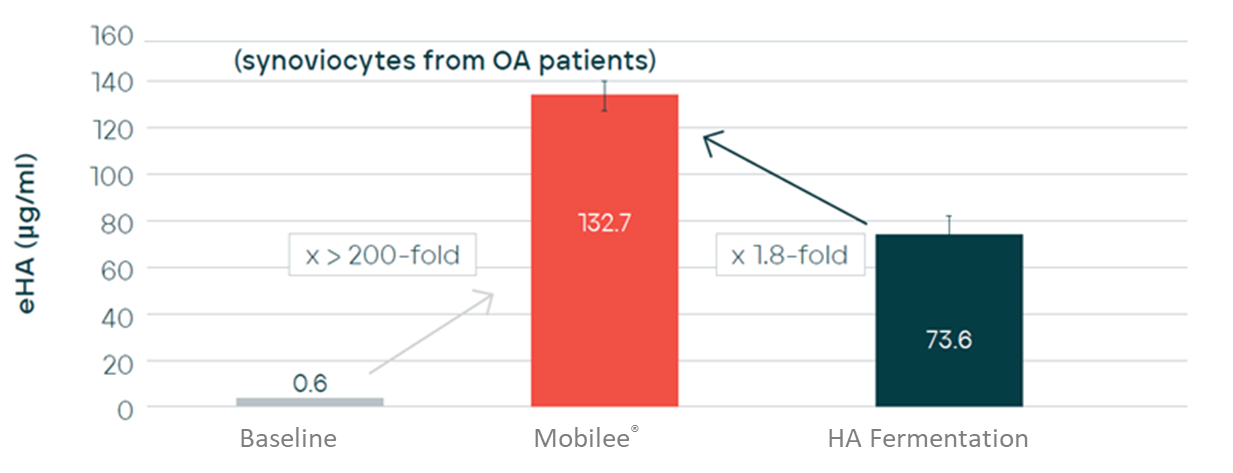 160
(synoviocytes from OA patients)
140
120
100
80
60
40
20
0
eHA (µg/ml)
132.7
x > 200-fold
x 1.8-fold
73.6
0.6
Baseline
Mobilee®
HA Fermentation